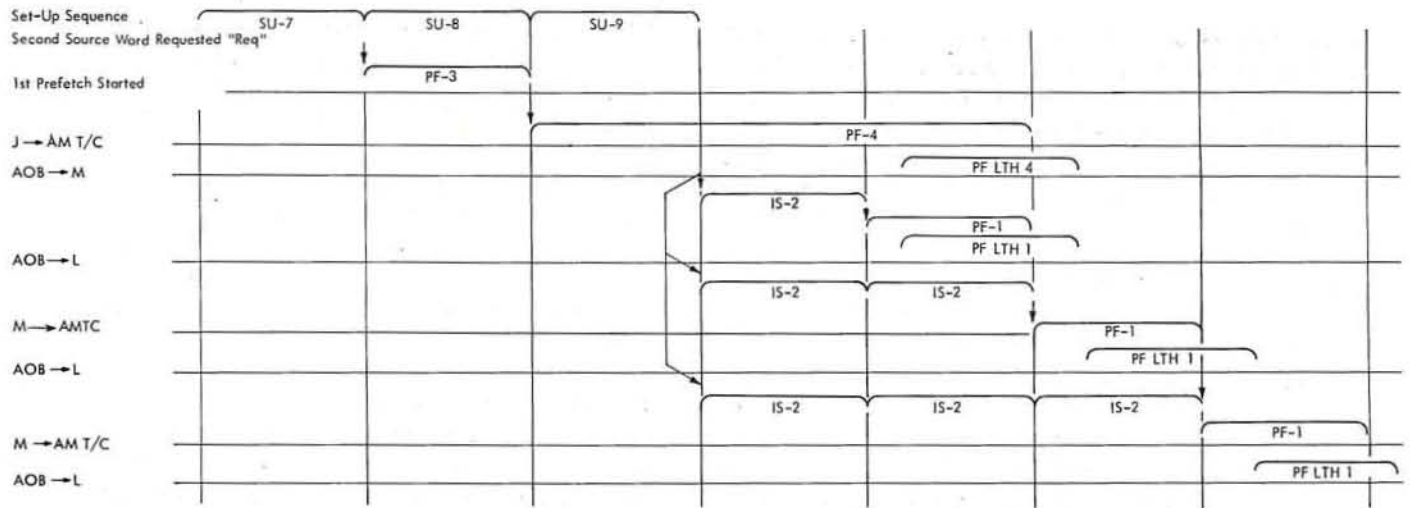 Set-Up Sequence SU-7 SU-8 SU-9
Second Source Word Requested "Req"
1st Prefetch Started PF-3
J → AM T/C PF-4
AOB → M PF LTH 4
IS-2
PF-1
PF LTH 1
AOB → L
IS-2 IS-2
M → AMTC PF-1
PF LTH 1
AOB → L
IS-2 IS-2 IS-2
M → AM T/C PF-1
AOB → L PF LTH 1